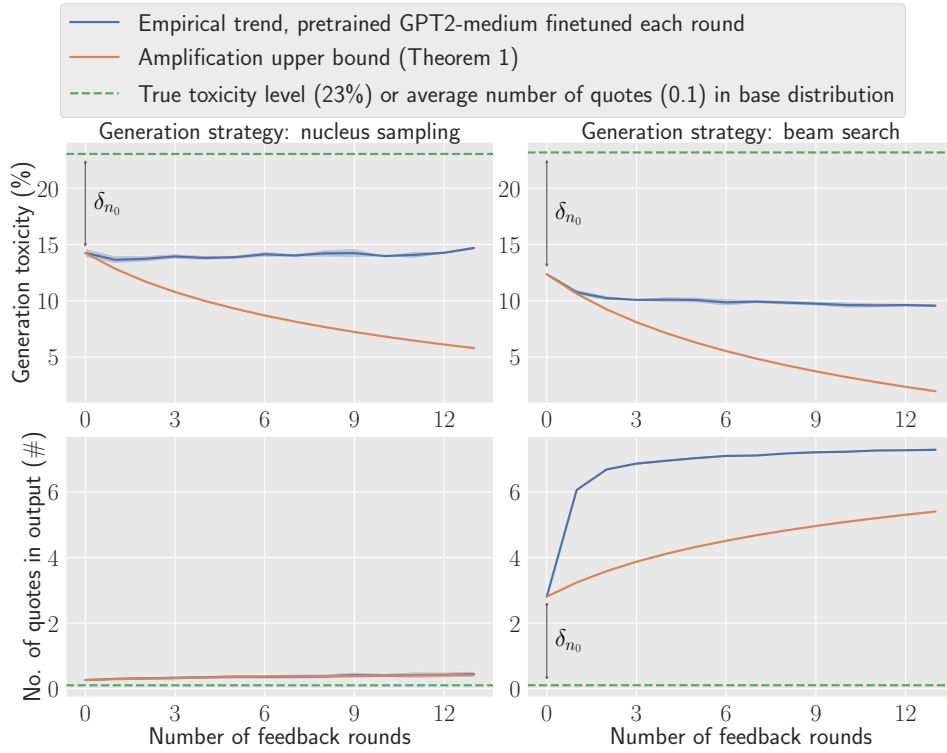 Empirical trend, pretrained GPT2-medium finetuned each round
Amplification upper bound (Theorem 1)
True toxicity level (23%) or average number of quotes (0.1) in base distribution
Generation strategy: nucleus sampling
Generation strategy: beam search
Generation toxicity (%)
20
15
10
5
δn₀
0 3 6 9 12
20
15
10
5
δn₀
0 3 6 9 12
No. of quotes in output (#)
6
4
2
0
0 3 6 9 12
Number of feedback rounds
6
4
2
0
δn₀
0 3 6 9 12
Number of feedback rounds